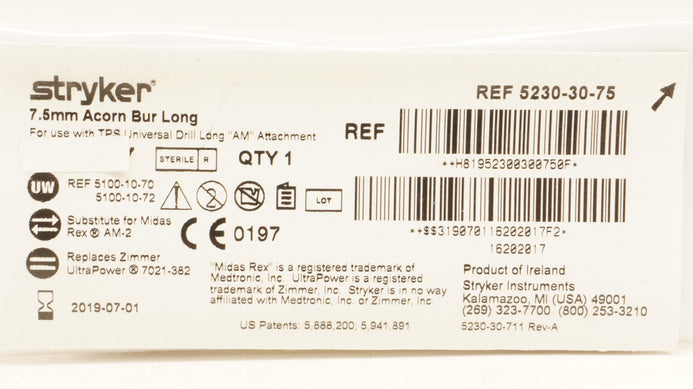 stryker®
REF 5230-30-75
7.5mm Acorn Bur Long
For use with TPS Universal Drill Long "AM" Attachment
REF
*+H81952300300750F*
STERILE R
QTY 1
UW
REF 5100-10-70
5100-10-72
2
LOT
*+$$319070116202017F2*
16202017
Substitute for Midas
Rex ® AM-2
CE 0197
Replaces Zimmer
UltraPower ® 7021-382
"Midas Rex" is a registered trademark of
Medtronic, Inc. UltraPower is a registered
trademark of Zimmer, Inc. Stryker is in no way
affiliated with Medtronic, Inc. or Zimmer, Inc.
Product of Ireland
Stryker Instruments
Kalamazoo, MI (USA) 49001
(269) 323-7700 (800) 253-3210
2019-07-01
US Patents: 5,888,200; 5,941,891
5230-30-711 Rev-A